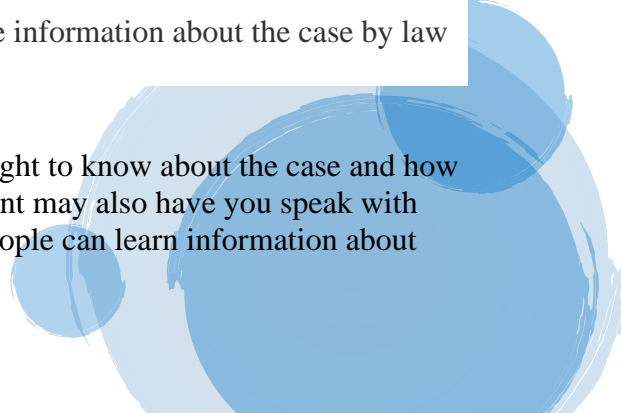 e information about the case by law
ght to know about the case and how
nt may also have you speak with
ople can learn information about